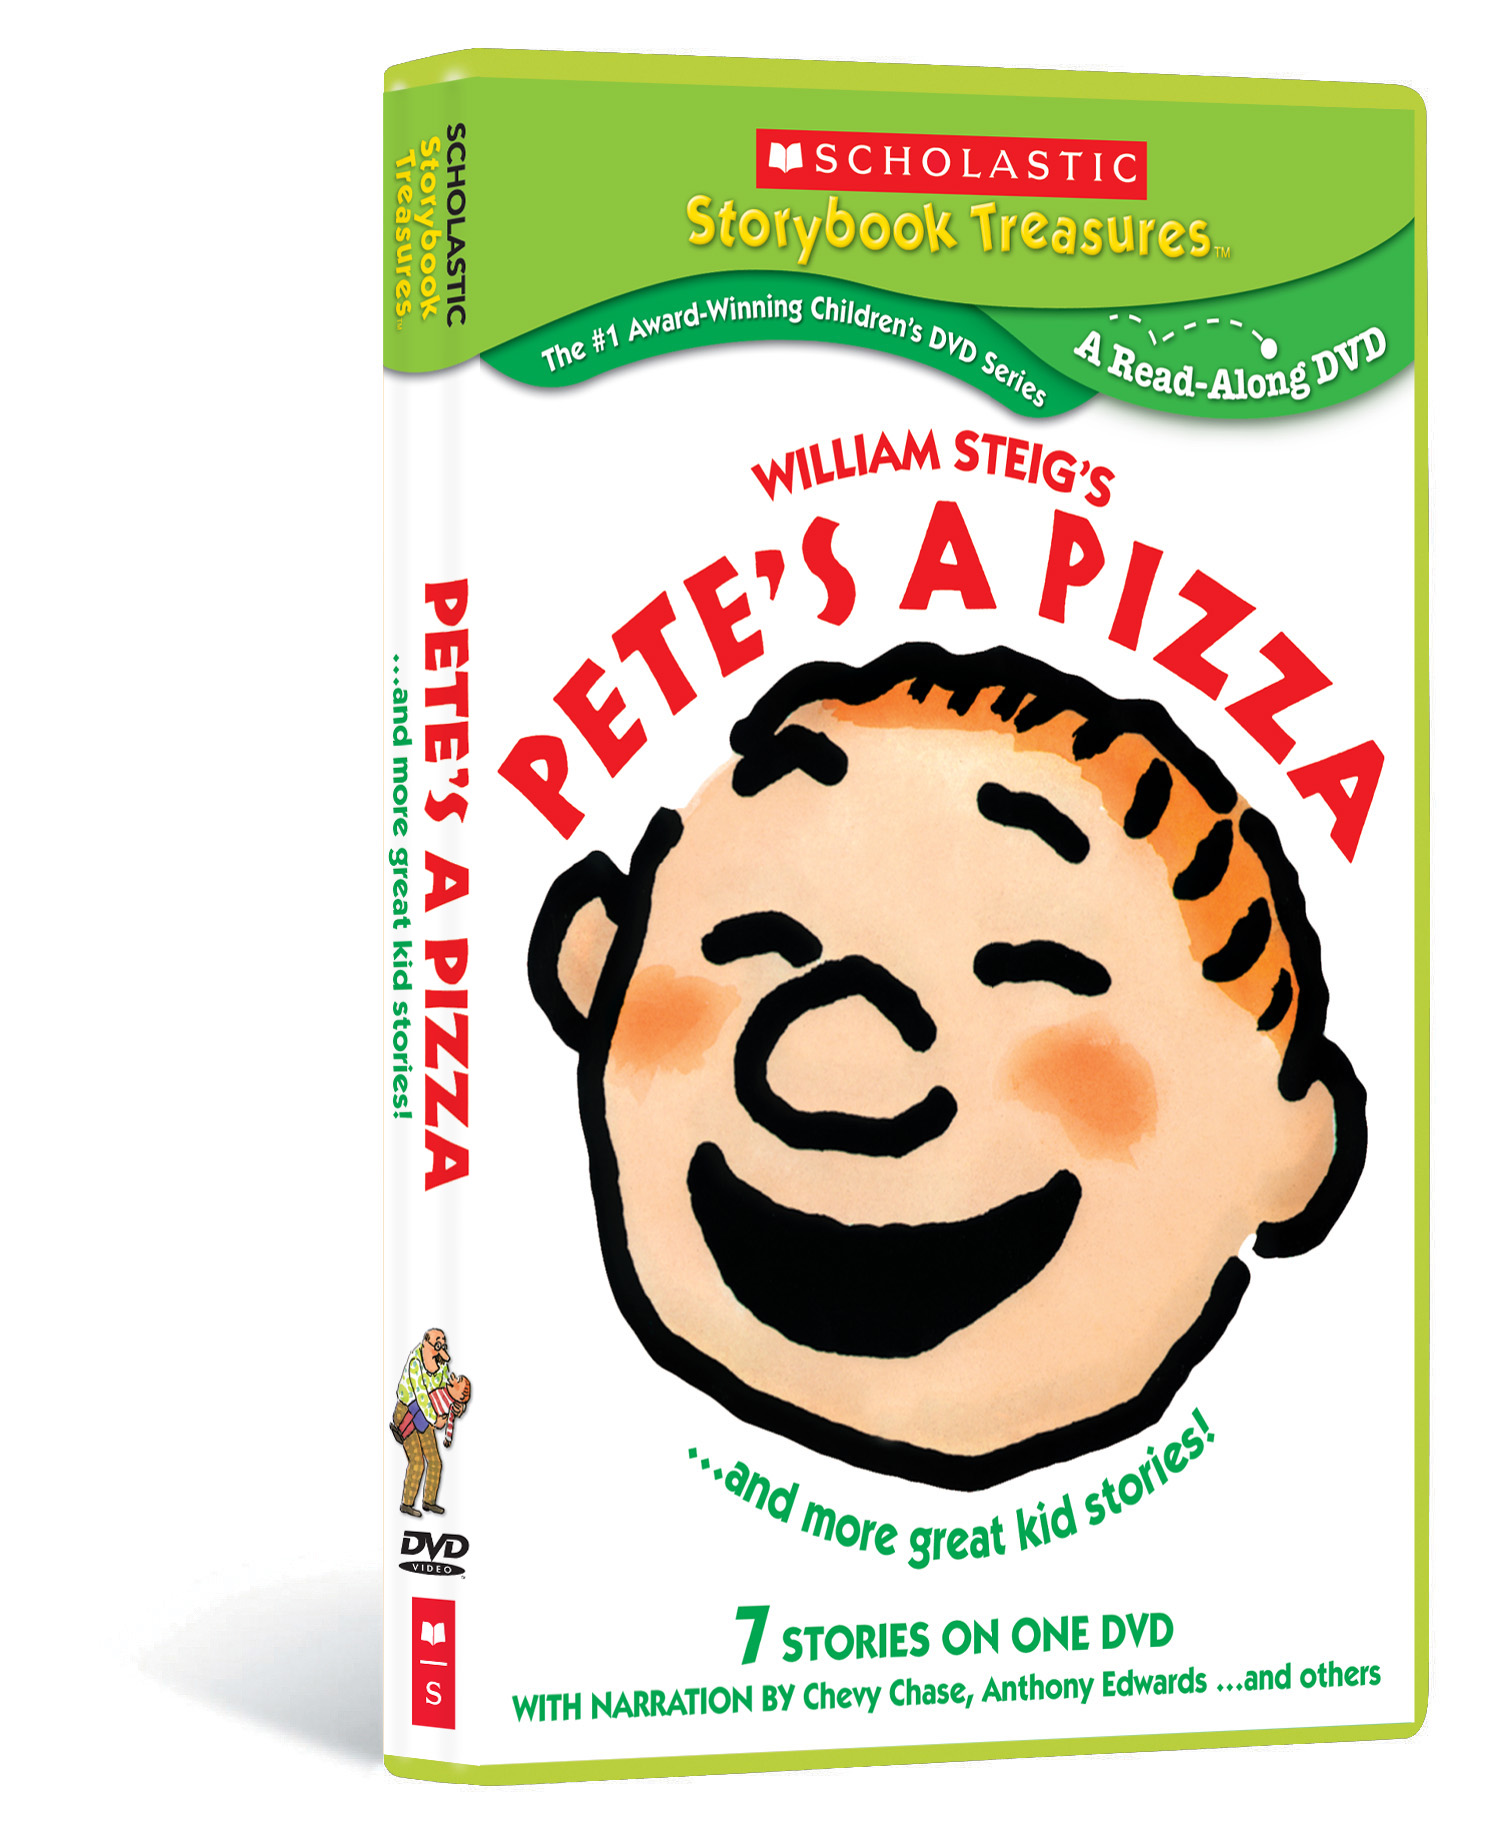 SCHOLASTIC
Storybook Treasures™
The #1 Award-Winning Children's DVD Series
A Read-Along DVD
WILLIAM STEIG'S
PETE'S A PIZZA
...and more great kid stories!
7 STORIES ON ONE DVD
WITH NARRATION BY Chevy Chase, Anthony Edwards ...and others
SCHOLASTIC
Storybook
Treasures™
PETE'S A PIZZA
...and more great kid stories!
DVD
VIDEO
S